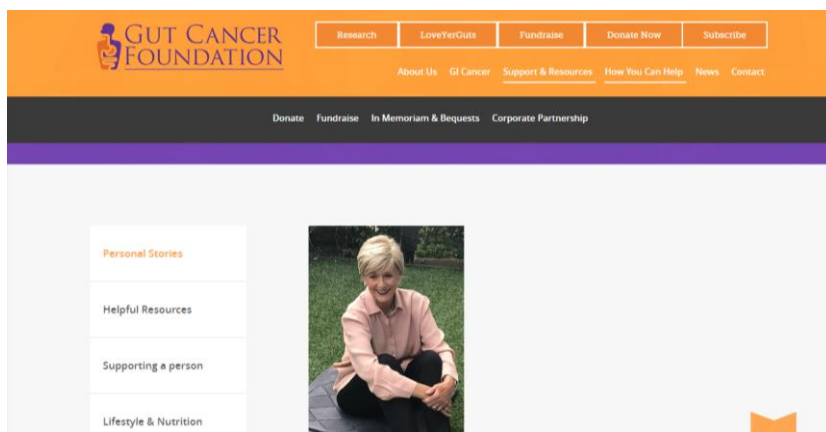 GUT CANCER
FOUNDATION
Research LoveYerGuts Fundraise Donate Now Subscribe
About Us GI Cancer Support & Resources How You Can Help News Contact
Donate Fundraise In Memoriam & Bequests Corporate Partnership
Personal Stories
Helpful Resources
Supporting a person
Lifestyle & Nutrition